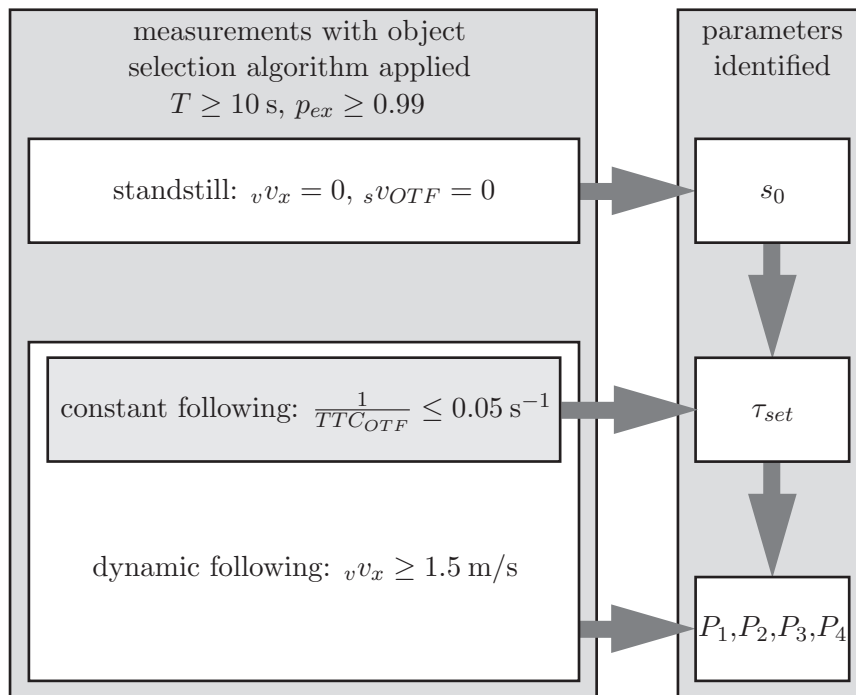 measurements with object
selection algorithm applied
T ≥ 10 s, p_ex ≥ 0.99
parameters
identified
standstill: _v v_x = 0, _s v_OTF = 0
s_0
constant following: 1/TTC_OTF ≤ 0.05 s^−1
τ_set
dynamic following: _v v_x ≥ 1.5 m/s
P_1,P_2,P_3,P_4